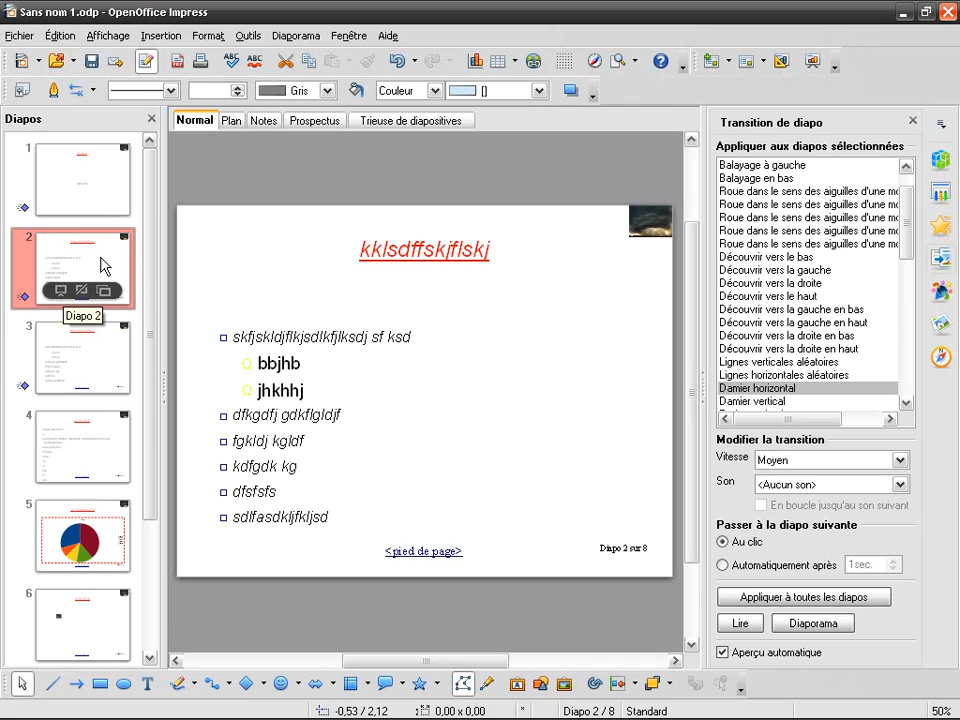 Sans nom 1.odp - OpenOffice Impress
Fichier Édition Affichage Insertion Format Outils Diaporama Fenêtre Aide
Gris Couleur []
Diapos
Normal Plan Notes Prospectus Trieuse de diapositives
1
2
Diapo 2
3
4
5
6
kklsdffskjflskj
skfjskldjflkjsdlkfjlksdj sf ksd
bbjhb
jhkhhj
dfkgdfj gdkflgldjf
fgkldj kgldf
kdfgdk kg
dfsfsfs
sdlfasdkljfkljsd
<pied de page>
Diapo 2 sur 8
Transition de diapo
Appliquer aux diapos sélectionnées
Balayage à gauche
Balayage en bas
Roue dans le sens des aiguilles d'une mo
Roue dans le sens des aiguilles d'une mo
Roue dans le sens des aiguilles d'une mo
Roue dans le sens des aiguilles d'une mo
Roue dans le sens des aiguilles d'une mo
Découvrir vers le bas
Découvrir vers la gauche
Découvrir vers la droite
Découvrir vers le haut
Découvrir vers la gauche en bas
Découvrir vers la gauche en haut
Découvrir vers la droite en bas
Découvrir vers la droite en haut
Lignes verticales aléatoires
Lignes horizontales aléatoires
Damier horizontal
Damier vertical
Modifier la transition
Vitesse Moyen
Son <Aucun son>
En boucle jusqu'au son suivant
Passer à la diapo suivante
Au clic
Automatiquement après 1sec.
Appliquer à toutes les diapos
Lire Diaporama
Aperçu automatique
-0,53 / 2,12 0,00 x 0,00 * Diapo 2 / 8 Standard 50%